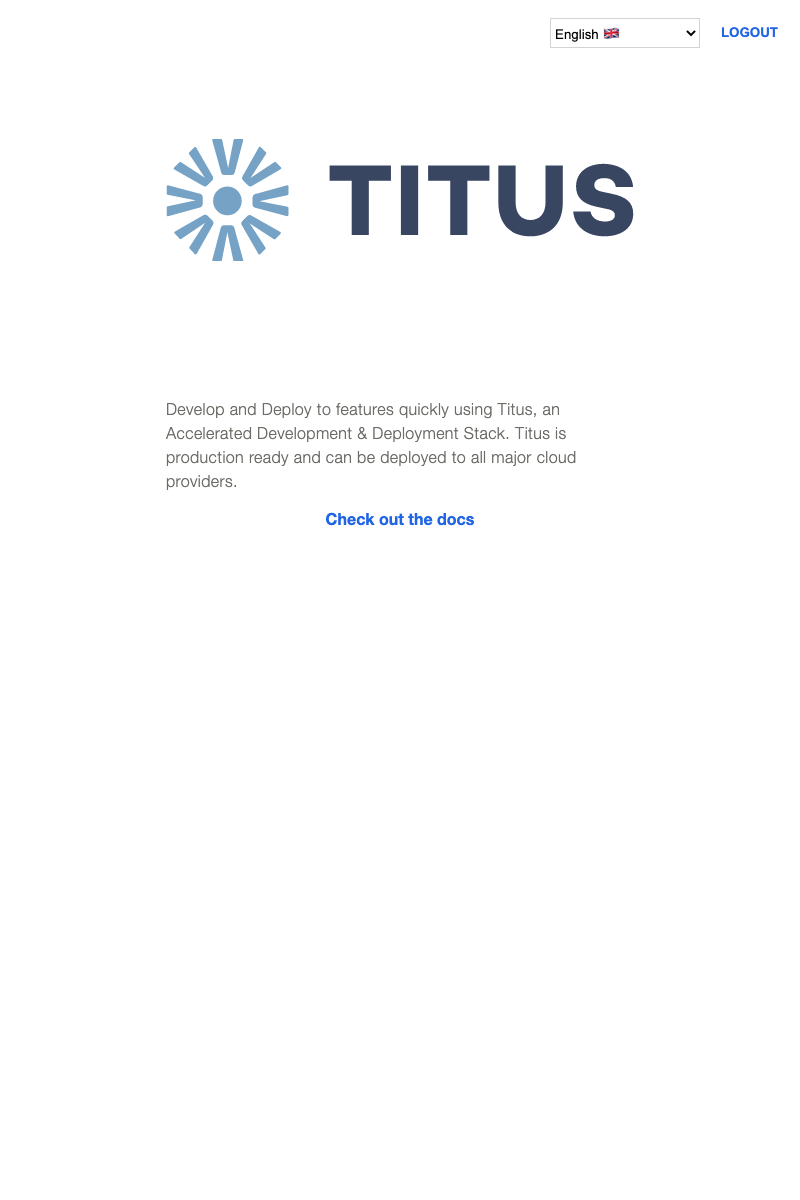 English 🇬🇧
LOGOUT
TITUS
Develop and Deploy to features quickly using Titus, an
Accelerated Development & Deployment Stack. Titus is
production ready and can be deployed to all major cloud
providers.
Check out the docs